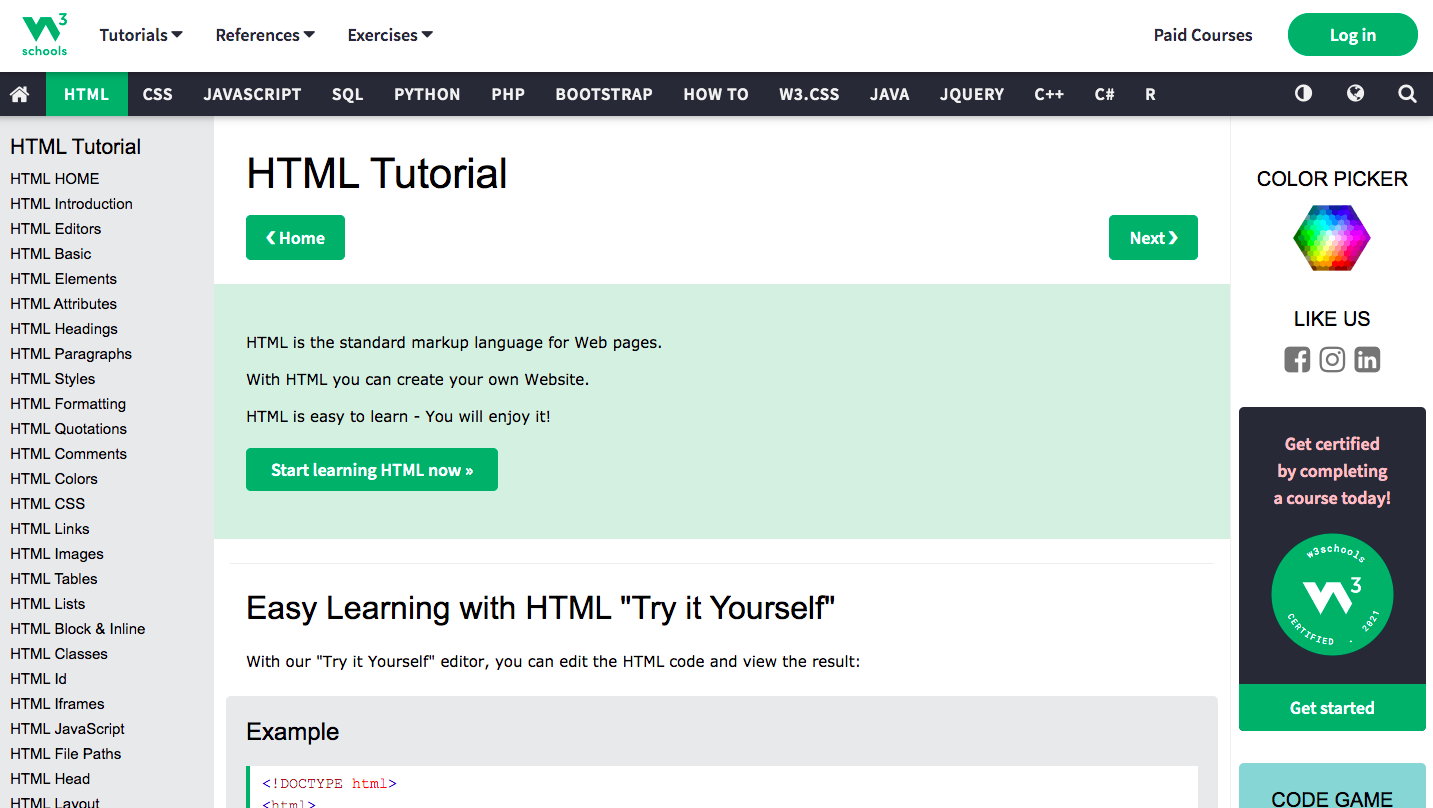 W3
schools
Tutorials
References
Exercises
Paid Courses
Log in
HTML
CSS
JAVASCRIPT
SQL
PYTHON
PHP
BOOTSTRAP
HOW TO
W3.CSS
JAVA
JQUERY
C++
C#
R
HTML Tutorial
HTML HOME
HTML Introduction
HTML Editors
HTML Basic
HTML Elements
HTML Attributes
HTML Headings
HTML Paragraphs
HTML Styles
HTML Formatting
HTML Quotations
HTML Comments
HTML Colors
HTML CSS
HTML Links
HTML Images
HTML Tables
HTML Lists
HTML Block & Inline
HTML Classes
HTML Id
HTML Iframes
HTML JavaScript
HTML File Paths
HTML Head
HTML Layout
HTML Tutorial
❮ Home
Next ❯
HTML is the standard markup language for Web pages.
With HTML you can create your own Website.
HTML is easy to learn - You will enjoy it!
Start learning HTML now »
Easy Learning with HTML "Try it Yourself"
With our "Try it Yourself" editor, you can edit the HTML code and view the result:
Example
<!DOCTYPE html>
<html>
COLOR PICKER
LIKE US
Get certified
by completing
a course today!
w3schools
W3
CERTIFIED . 2021
Get started
CODE GAME